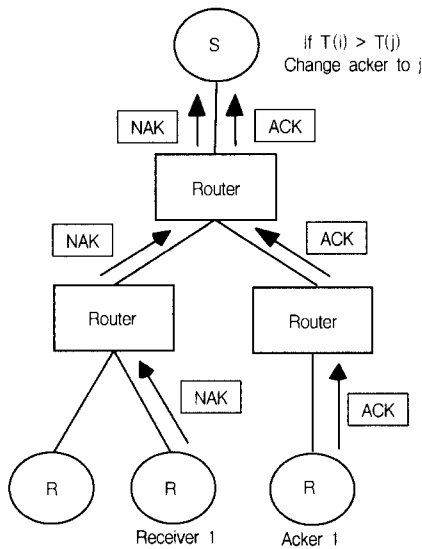 S
If T(i) > T(j)
Change acker to j
NAK
ACK
Router
NAK
ACK
Router
Router
NAK
ACK
R
R
R
Receiver 1
Acker 1